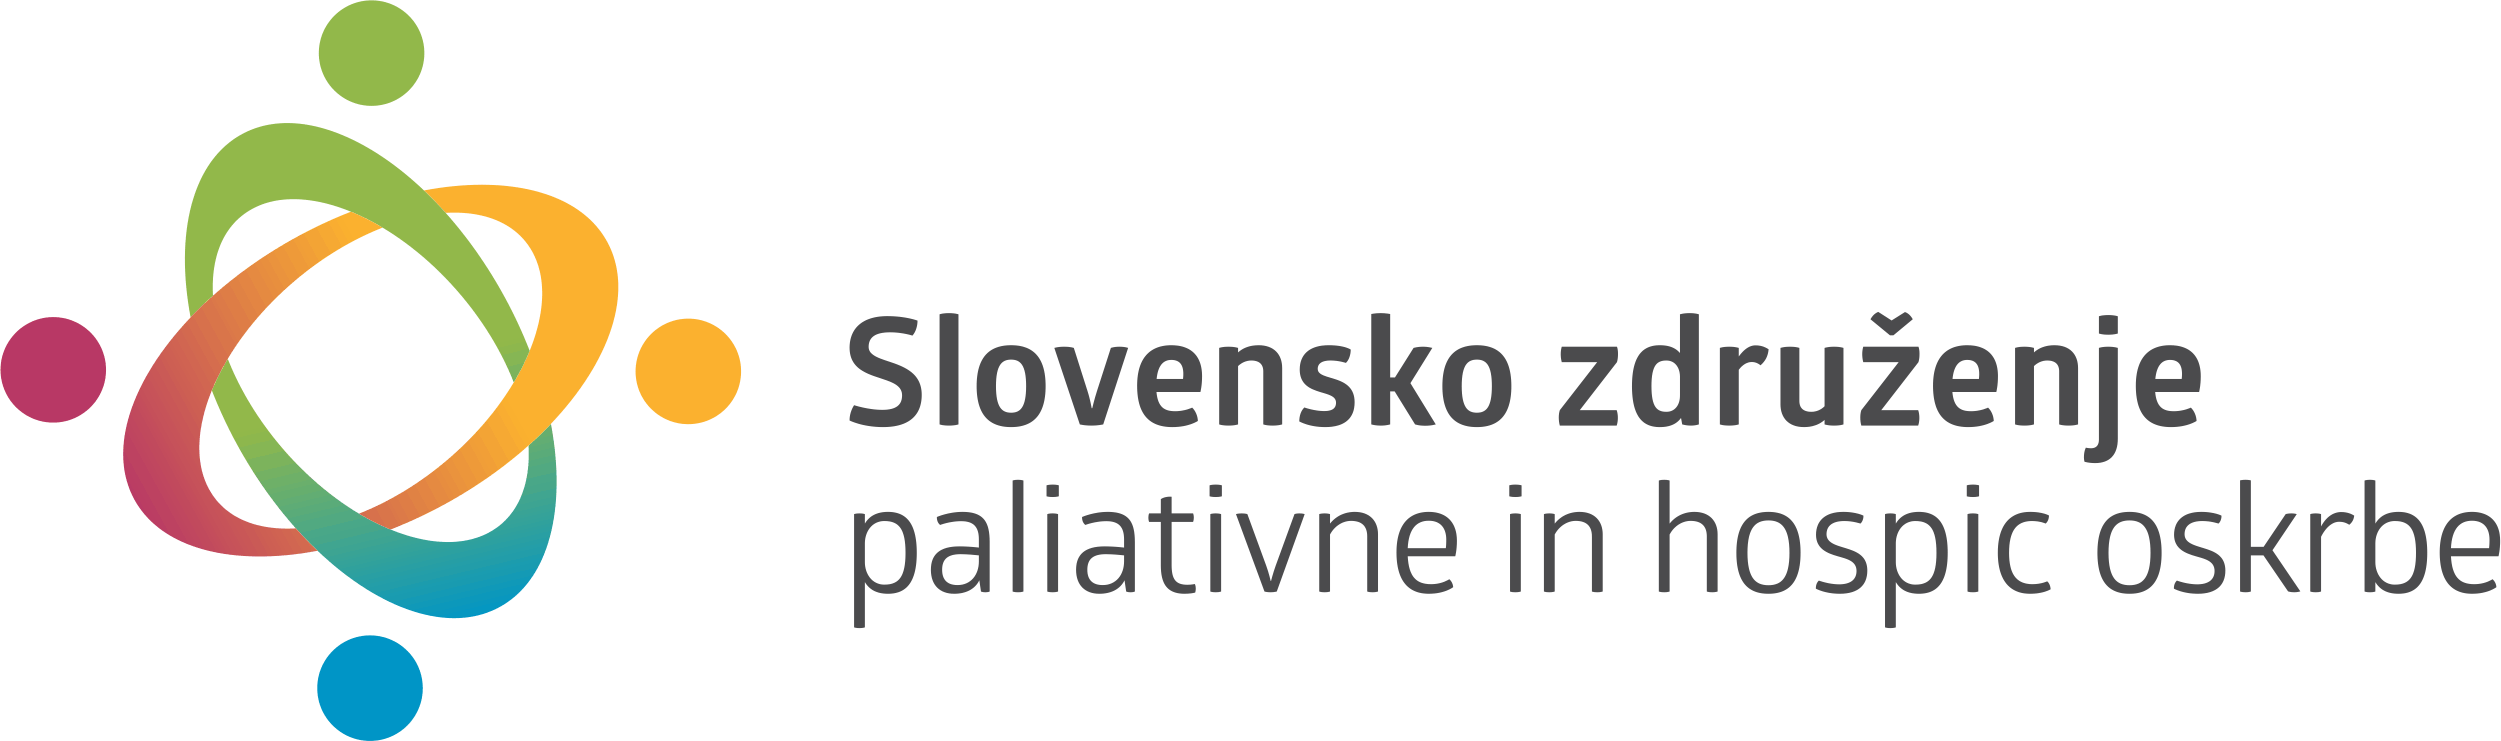 Slovensko združenje
paliativne in hospic oskrbe